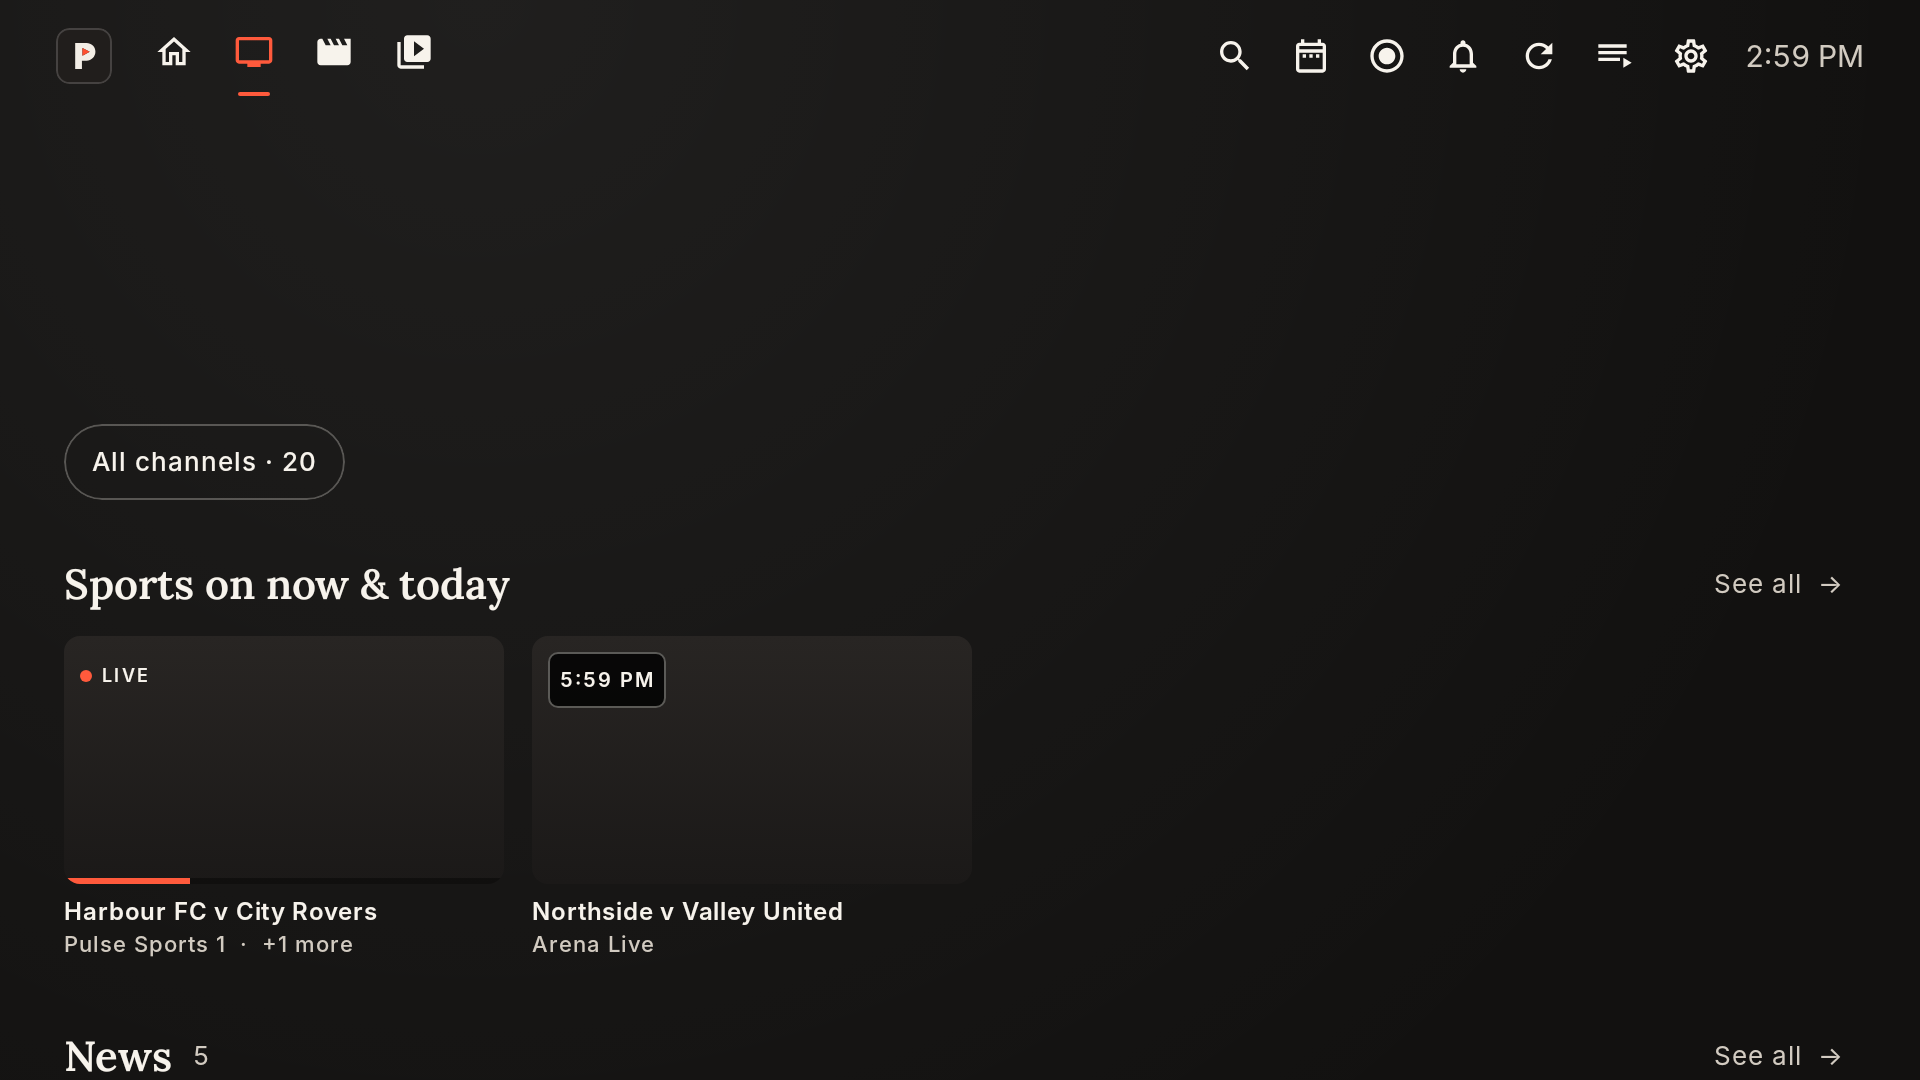 P
2:59 PM
All channels · 20
Sports on now & today
See all →
LIVE
5:59 PM
Harbour FC v City Rovers
Pulse Sports 1 · +1 more
Northside v Valley United
Arena Live
News 5
See all →